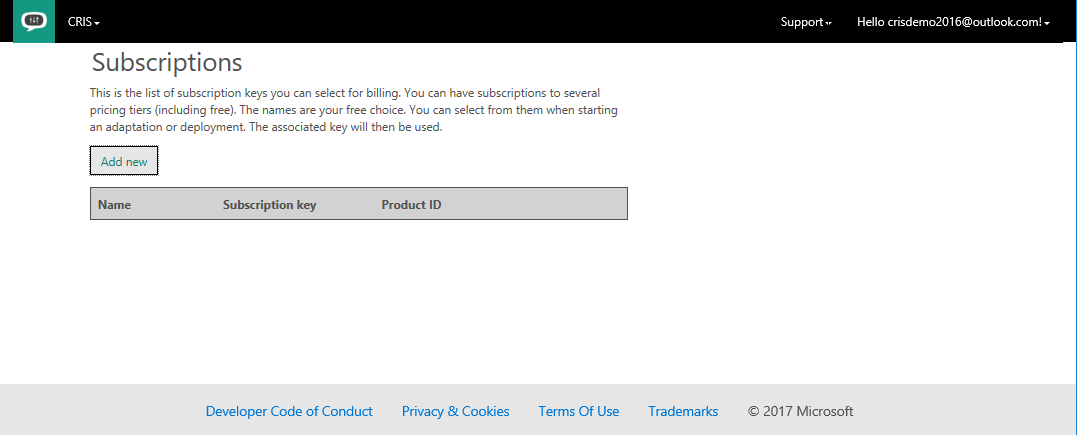 CRIS Support Hello crisdemo2016@outlook.com!
Subscriptions
This is the list of subscription keys you can select for billing. You can have subscriptions to several
pricing tiers (including free). The names are your free choice. You can select from them when starting
an adaptation or deployment. The associated key will then be used.
Add new
Name Subscription key Product ID
Developer Code of Conduct Privacy & Cookies Terms Of Use Trademarks © 2017 Microsoft